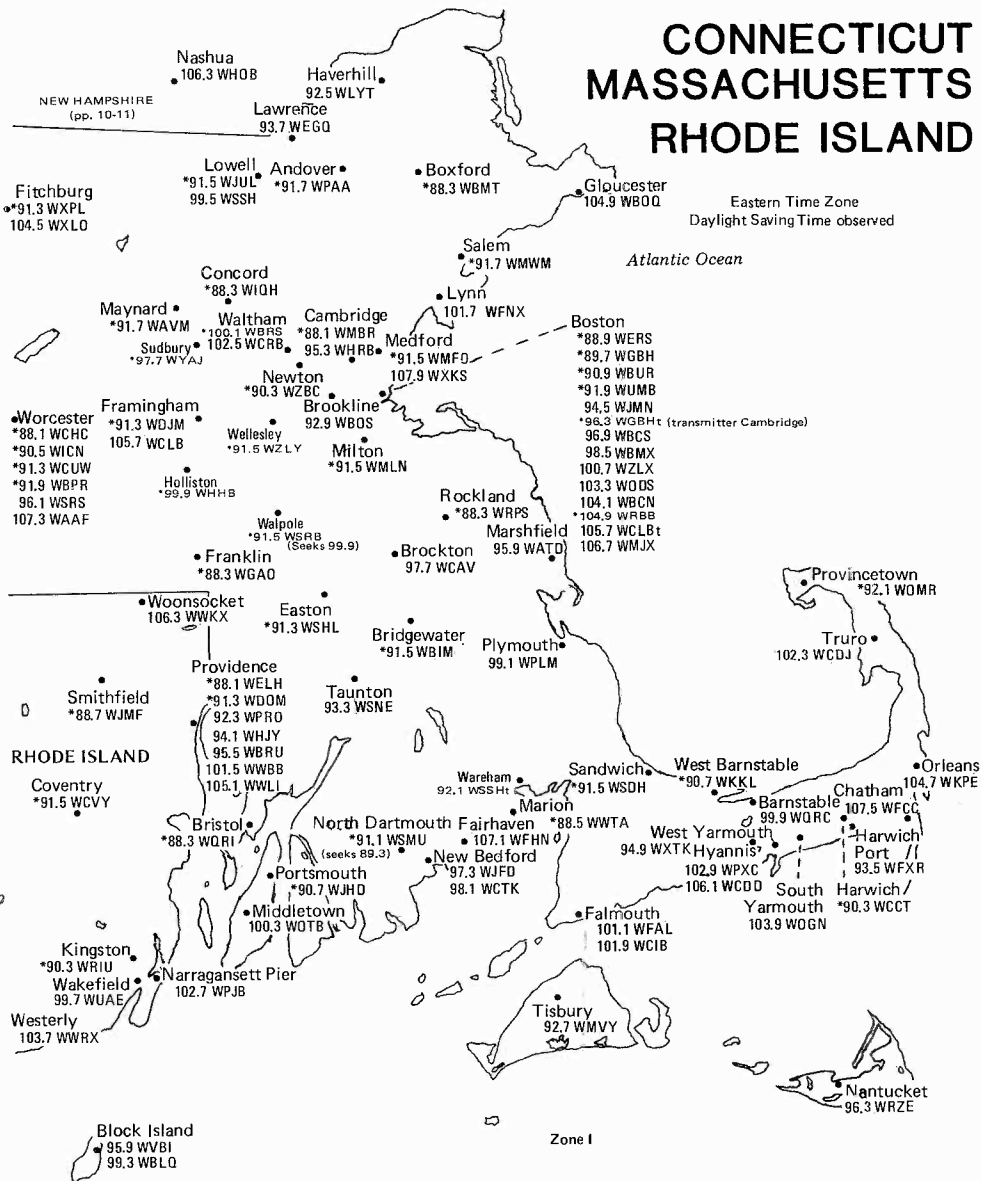 CONNECTICUT
MASSACHUSETTS
RHODE ISLAND
Nashua
106.3 WHOB
Haverhill
92.5 WLYT
NEW HAMPSHIRE
(pp. 10-11)
Lawrence
93.7 WEGQ
Lowell
*91.5 WJUL
99.5 WSSH
Andover
*91.7 WPAA
Boxford
*88.3 WBMT
Gloucester
104.9 WBOQ
Eastern Time Zone
Daylight Saving Time observed
Fitchburg
*91.3 WXPL
104.5 WXLO
Salem
*91.7 WMWM
Atlantic Ocean
Concord
*88.3 WIQH
Lynn
101.7 WFNX
Maynard
*91.7 WAVM
Waltham
*100.1 WBRS
102.5 WCRB
Cambridge
*88.1 WMBR
95.3 WHRB
Sudbury
*97.7 WYAJ
Medford
*91.5 WMFO
107.9 WXKS
Boston
*88.9 WERS
*89.7 WGBH
*90.9 WBUR
*91.9 WUMB
94.5 WJMN
*96.3 WGBHt (transmitter Cambridge)
96.9 WBCS
98.5 WBMX
100.7 WZLX
103.3 WODS
104.1 WBCN
*104.9 WRBB
105.7 WCLBt
106.7 WMJX
Newton
*90.3 WZBC
Brookline
92.9 WBOS
Worcester
*88.1 WCHC
*90.5 WICN
*91.3 WCUW
*91.9 WBPR
96.1 WSRS
107.3 WAAF
Framingham
*91.3 WDJM
105.7 WCLB
Wellesley
*91.5 WZLY
Milton
*91.5 WMLN
Holliston
*99.9 WHHB
Rockland
*88.3 WRPS
Walpole
*91.5 WSRB
(Seeks 99.9)
Marshfield
95.9 WATD
Franklin
*88.3 WGAO
Brockton
97.7 WCAV
Provincetown
*92.1 WOMR
Woonsocket
106.3 WWKX
Easton
*91.3 WSHL
Bridgewater
*91.5 WBIM
Plymouth
99.1 WPLM
Truro
102.3 WCDJ
Providence
*88.1 WELH
*91.3 WDOM
92.3 WPRO
94.1 WHJY
95.5 WBRU
101.5 WWBB
105.1 WWLI
Smithfield
*88.7 WJMF
Taunton
93.3 WSNE
RHODE ISLAND
Coventry
*91.5 WCVY
Wareham
92.1 WSSHt
Sandwich
*91.5 WSDH
West Barnstable
*90.7 WKKL
Orleans
104.7 WKPE
Marion
*88.5 WWTA
Barnstable
99.9 WQRC
Chatham
107.5 WFCC
Bristol
*88.3 WQRI
North Dartmouth
*91.1 WSMU
(seeks 89.3)
Fairhaven
107.1 WFHN
West Yarmouth
94.9 WXTK
Hyannis
102.9 WPXC
106.1 WCDD
Harwich
Port
93.5 WFXR
New Bedford
97.3 WJFD
98.1 WCTK
Portsmouth
*90.7 WJHD
South
Yarmouth
103.9 WOGN
Harwich
*90.3 WCCT
Middletown
100.3 WOTB
Falmouth
101.1 WFAL
101.9 WCIB
Kingston
*90.3 WRIU
Wakefield
99.7 WUAE
Narragansett Pier
102.7 WPJB
Westerly
103.7 WWRX
Tisbury
92.7 WMVY
Nantucket
96.3 WRZE
Block Island
95.9 WVBI
99.3 WBLQ
Zone I